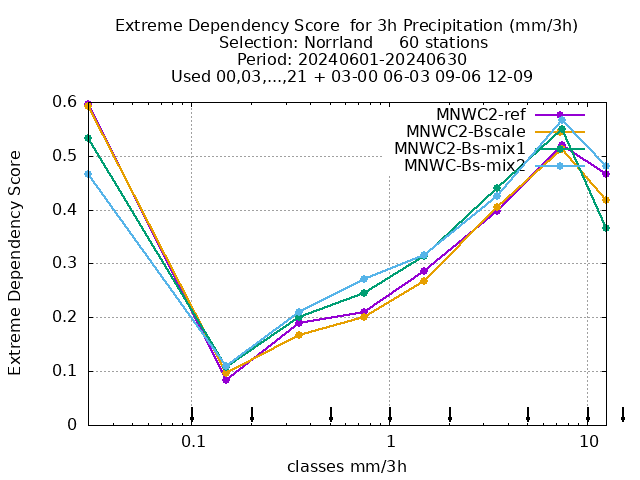 Extreme Dependency Score  for 3h Precipitation (mm/3h)
Selection: Norrland     60 stations
Period: 20240601-20240630
Used 00,03,...,21 + 03-00 06-03 09-06 12-09
MNWC2-ref
MNWC2-Bscale
MNWC2-Bs-mix1
MNWC-Bs-mix2
Extreme Dependency Score
0.6
0.5
0.4
0.3
0.2
0.1
0
0.1 1 10
classes mm/3h